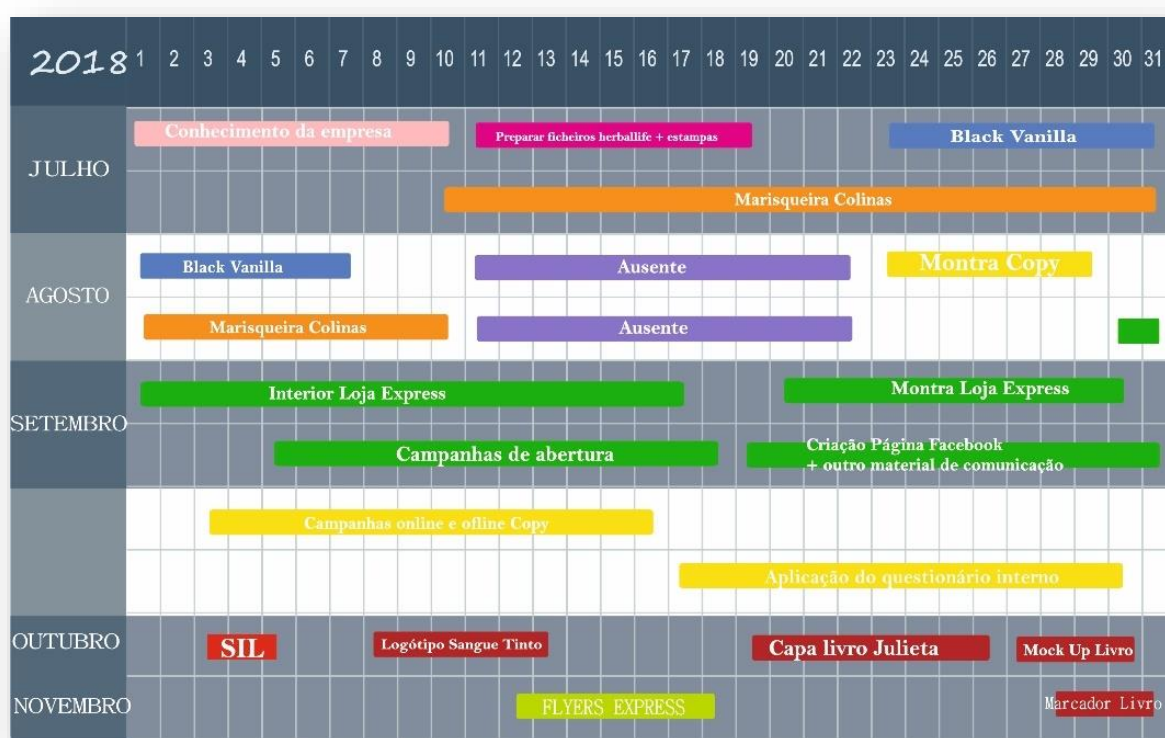 2018 1 2 3 4 5 6 7 8 9 10 11 12 13 14 15 16 17 18 19 20 21 22 23 24 25 26 27 28 29 30 31
JULHO
Conhecimento da empresa
Preparar ficheiros herballife + estampas
Black Vanilla
Marisqueira Colinas
AGOSTO
Black Vanilla
Ausente
Montra Copy
Marisqueira Colinas
Ausente
SETEMBRO
Interior Loja Express
Montra Loja Express
Campanhas de abertura
Criação Página Facebook
+ outro material de comunicação
Campanhas online e ofline Copy
Aplicação do questionário interno
OUTUBRO
SIL
Logótipo Sangue Tinto
Capa livro Julieta
Mock Up Livro
NOVEMBRO
FLYERS EXPRESS
Marcador Livro